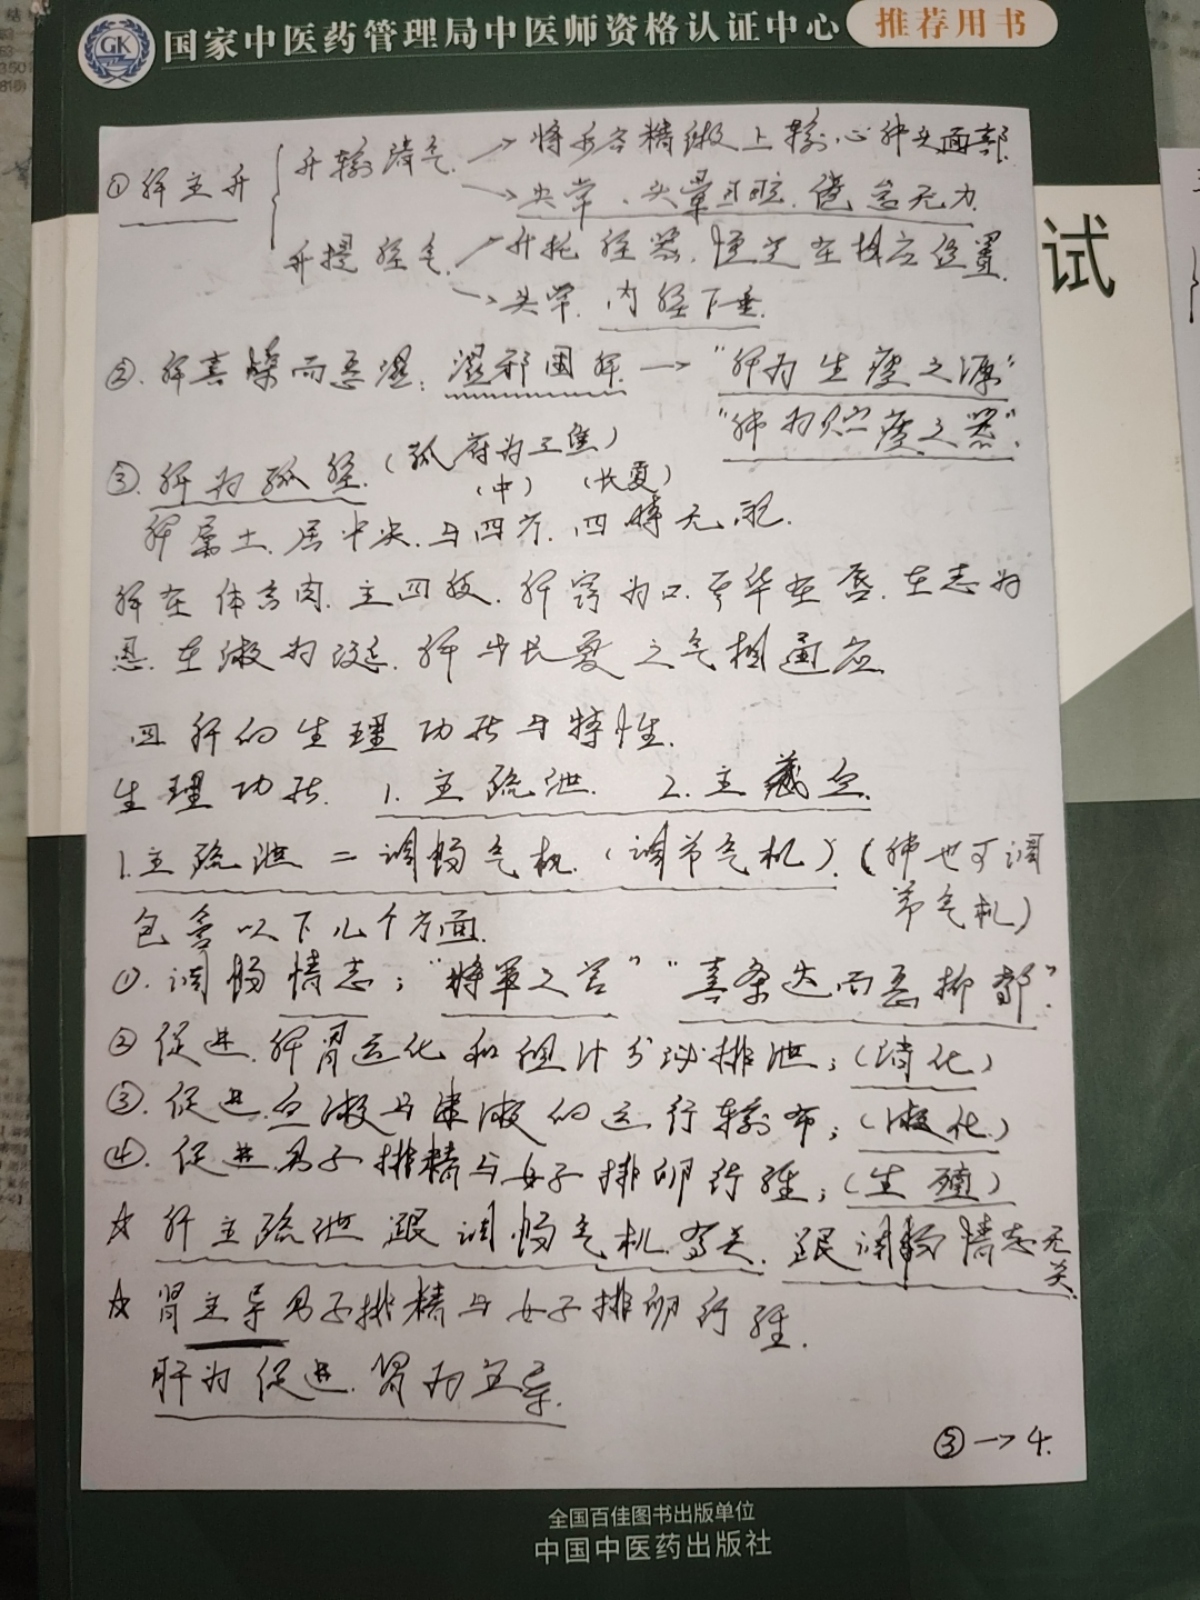 国家中医药管理局中医师资格认证中心
推荐用书
GK
试
①脾主升
升输清气→将水谷精微上输心肺头面部
→失常、头晕目眩、倦怠无力
升提脏气→升托脏器,恒定在相应位置
→失常,内脏下垂
②.脾喜燥而恶湿;湿邪困脾→"脾为生痰之源"
"肺为贮痰之器"
③.脾为孤脏(孤府为三焦)
(中)(长夏)
脾属土.居中央.与四方.四时无配.
脾在体合肉.主四肢.脾窍为口.其华在唇.在志为
思.在液为涎.脾与长夏之气相通应
四肝的生理功能与特性.
生理功能.1.主疏泄.2.主藏血.
1.主疏泄=调畅气机.(调节气机)(肺也可调
节气机)
包含以下几个方面.
①.调畅情志;"将军之官""喜条达而恶抑郁".
②促进.脾胃运化和胆汁分泌排泄;(消化)
③.促进.血液与津液的运行输布;(液化)
④.促进.男子排精与女子排卵行经;(生殖)
☆肝主疏泄跟调畅气机有关.跟调畅情志无
关.
☆肾主导男子排精与女子排卵行经.
肝为促进.肾为主导.
③→4.
全国百佳图书出版单位
中国中医药出版社